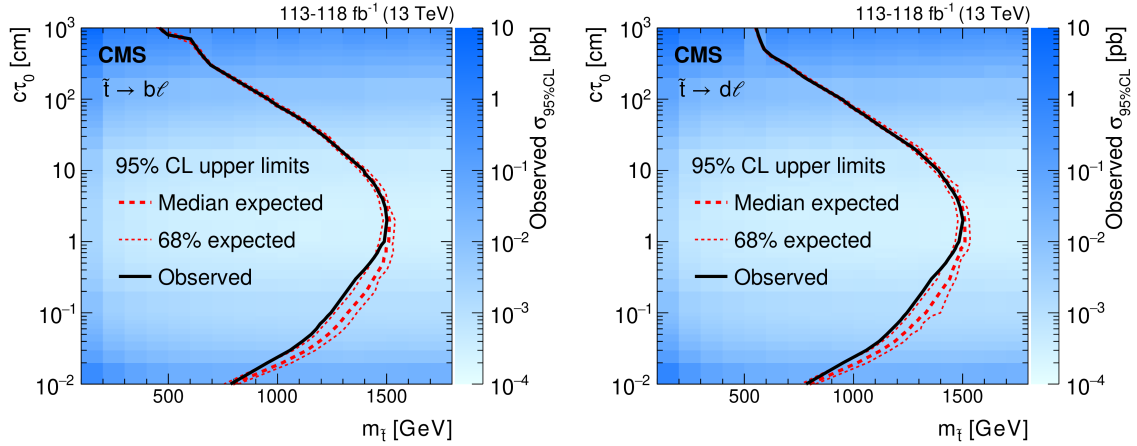 113-118 fb⁻¹ (13 TeV)
CMS
t̃ → bℓ
95% CL upper limits
Median expected
68% expected
Observed
cτ₀ [cm]
10³
10²
10
1
10⁻¹
10⁻²
500
1000
1500
m_t̃ [GeV]
10
1
10⁻¹
10⁻²
10⁻³
10⁻⁴
Observed σ_95%CL [pb]
113-118 fb⁻¹ (13 TeV)
CMS
t̃ → dℓ
95% CL upper limits
Median expected
68% expected
Observed
cτ₀ [cm]
10³
10²
10
1
10⁻¹
10⁻²
500
1000
1500
m_t̃ [GeV]
10
1
10⁻¹
10⁻²
10⁻³
10⁻⁴
Observed σ_95%CL [pb]